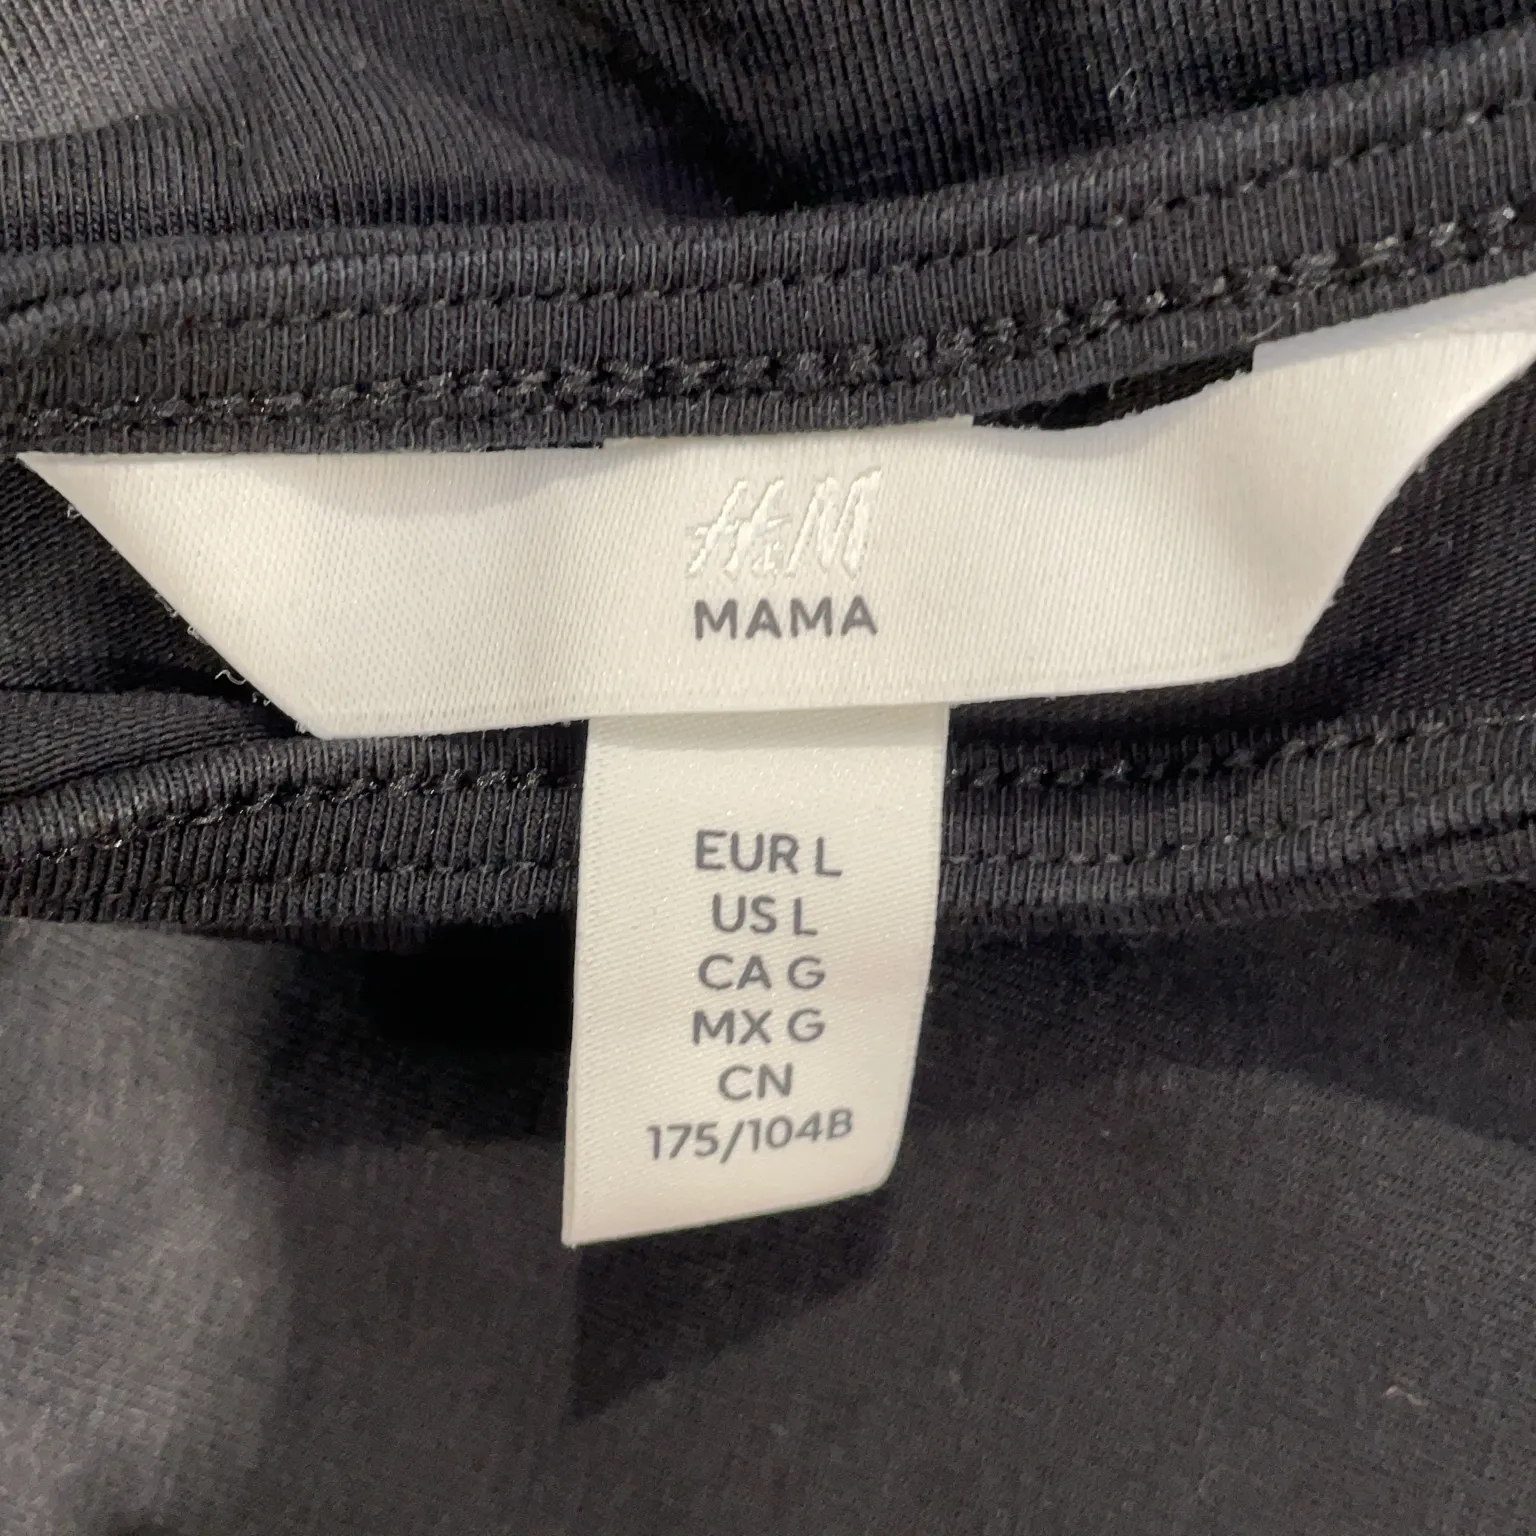 H&M
MAMA
EUR L
US L
CA G
MX G
CN
175/104B